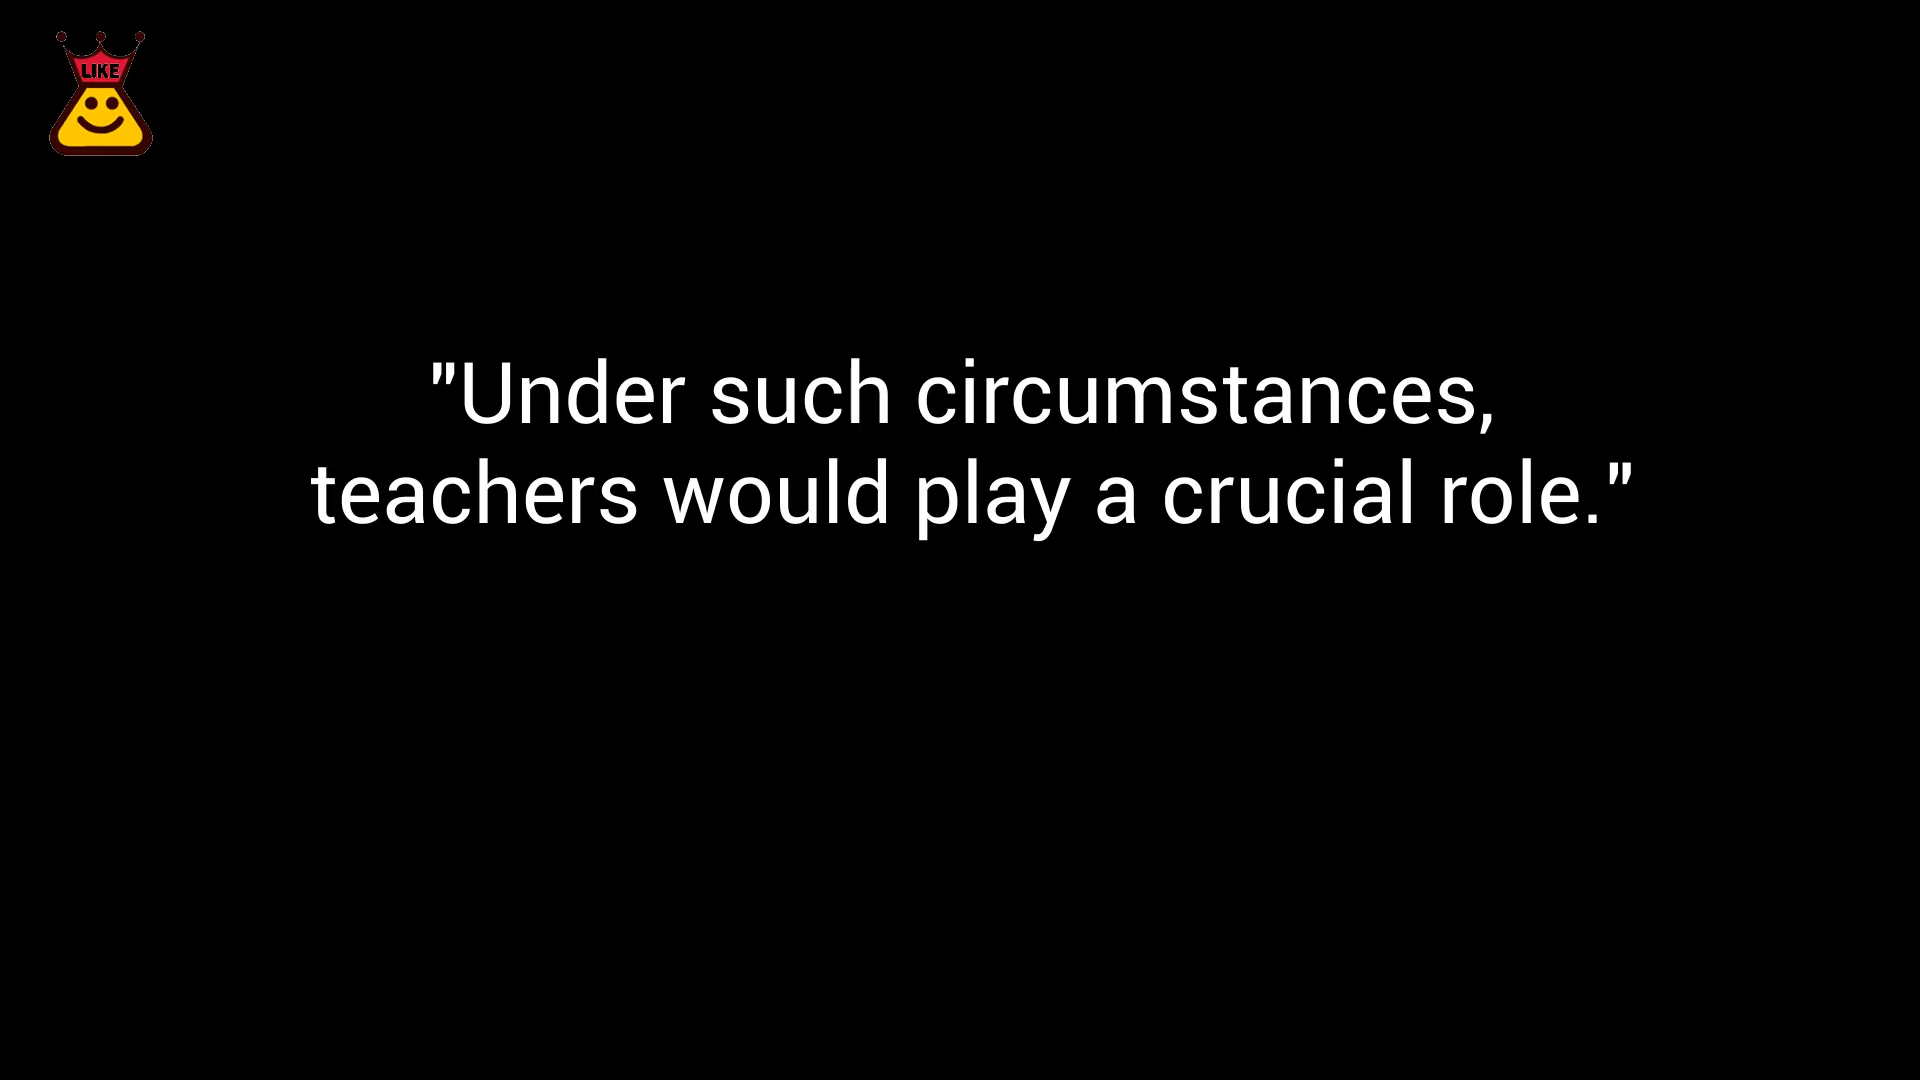 LIKE
"Under such circumstances,
teachers would play a crucial role."